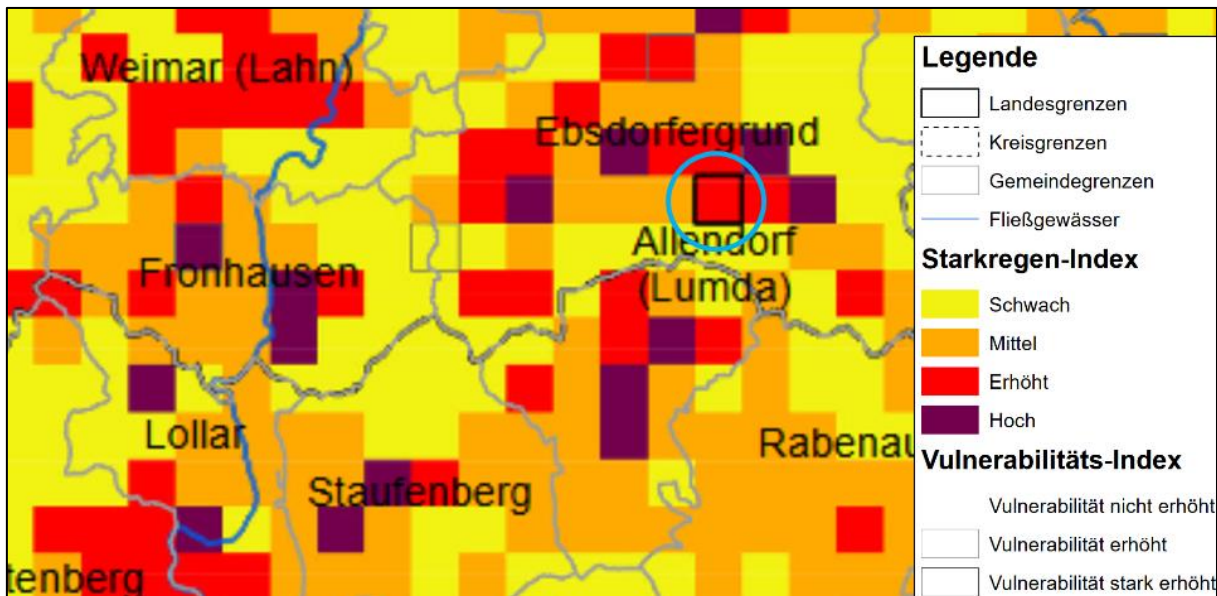 Weimar (Lahn)
Ebsdorfergrund
Allendorf
(Lumda)
Fronhausen
Lollar
Staufenberg
Rabenau
tenberg
Legende
Landesgrenzen
Kreisgrenzen
Gemeindegrenzen
Fließgewässer
Starkregen-Index
Schwach
Mittel
Erhöht
Hoch
Vulnerabilitäts-Index
Vulnerabilität nicht erhöht
Vulnerabilität erhöht
Vulnerabilität stark erhöht